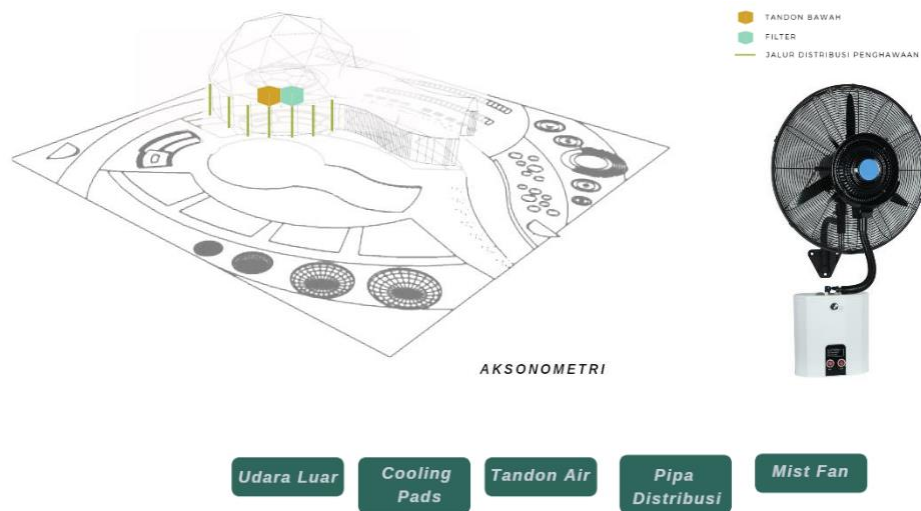 TANDON BAWAH
FILTER
JALUR DISTRIBUSI PENGHAWAAN
AKSONOMETRI
Udara Luar
Cooling
Pads
Tandon Air
Pipa
Distribusi
Mist Fan